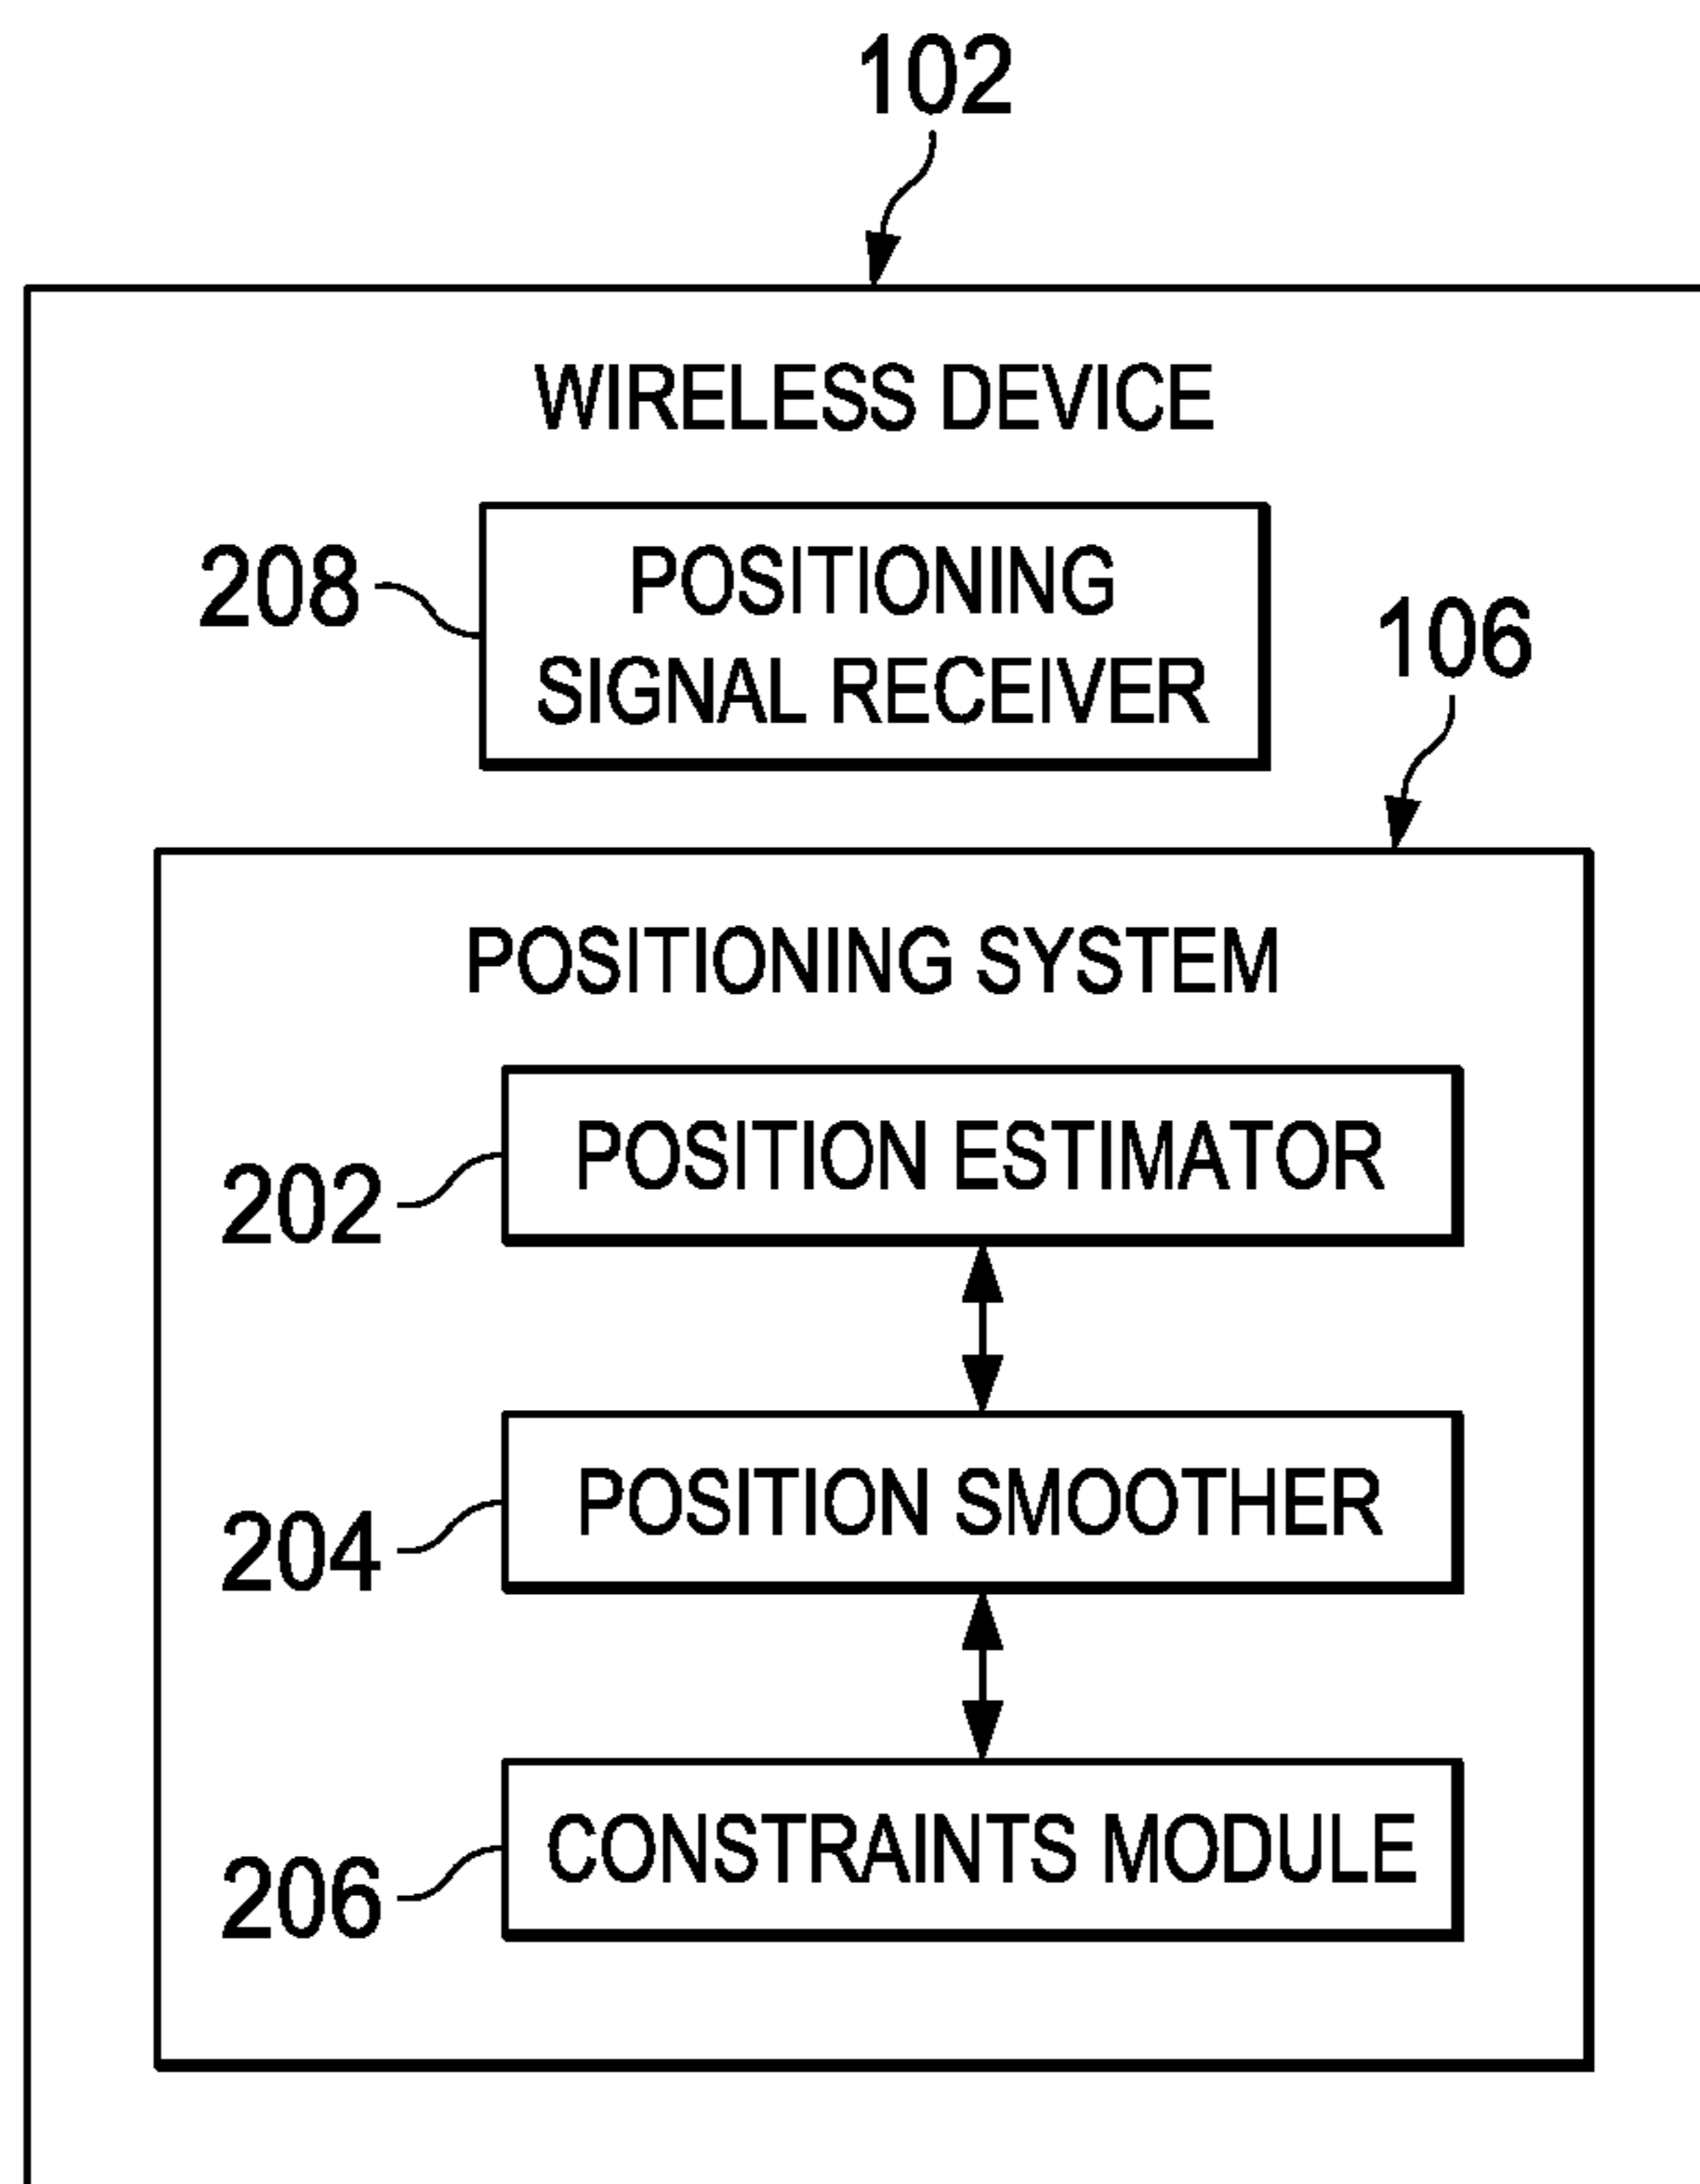 102
WIRELESS DEVICE
208
POSITIONING
SIGNAL RECEIVER
106
POSITIONING SYSTEM
202
POSITION ESTIMATOR
204
POSITION SMOOTHER
206
CONSTRAINTS MODULE